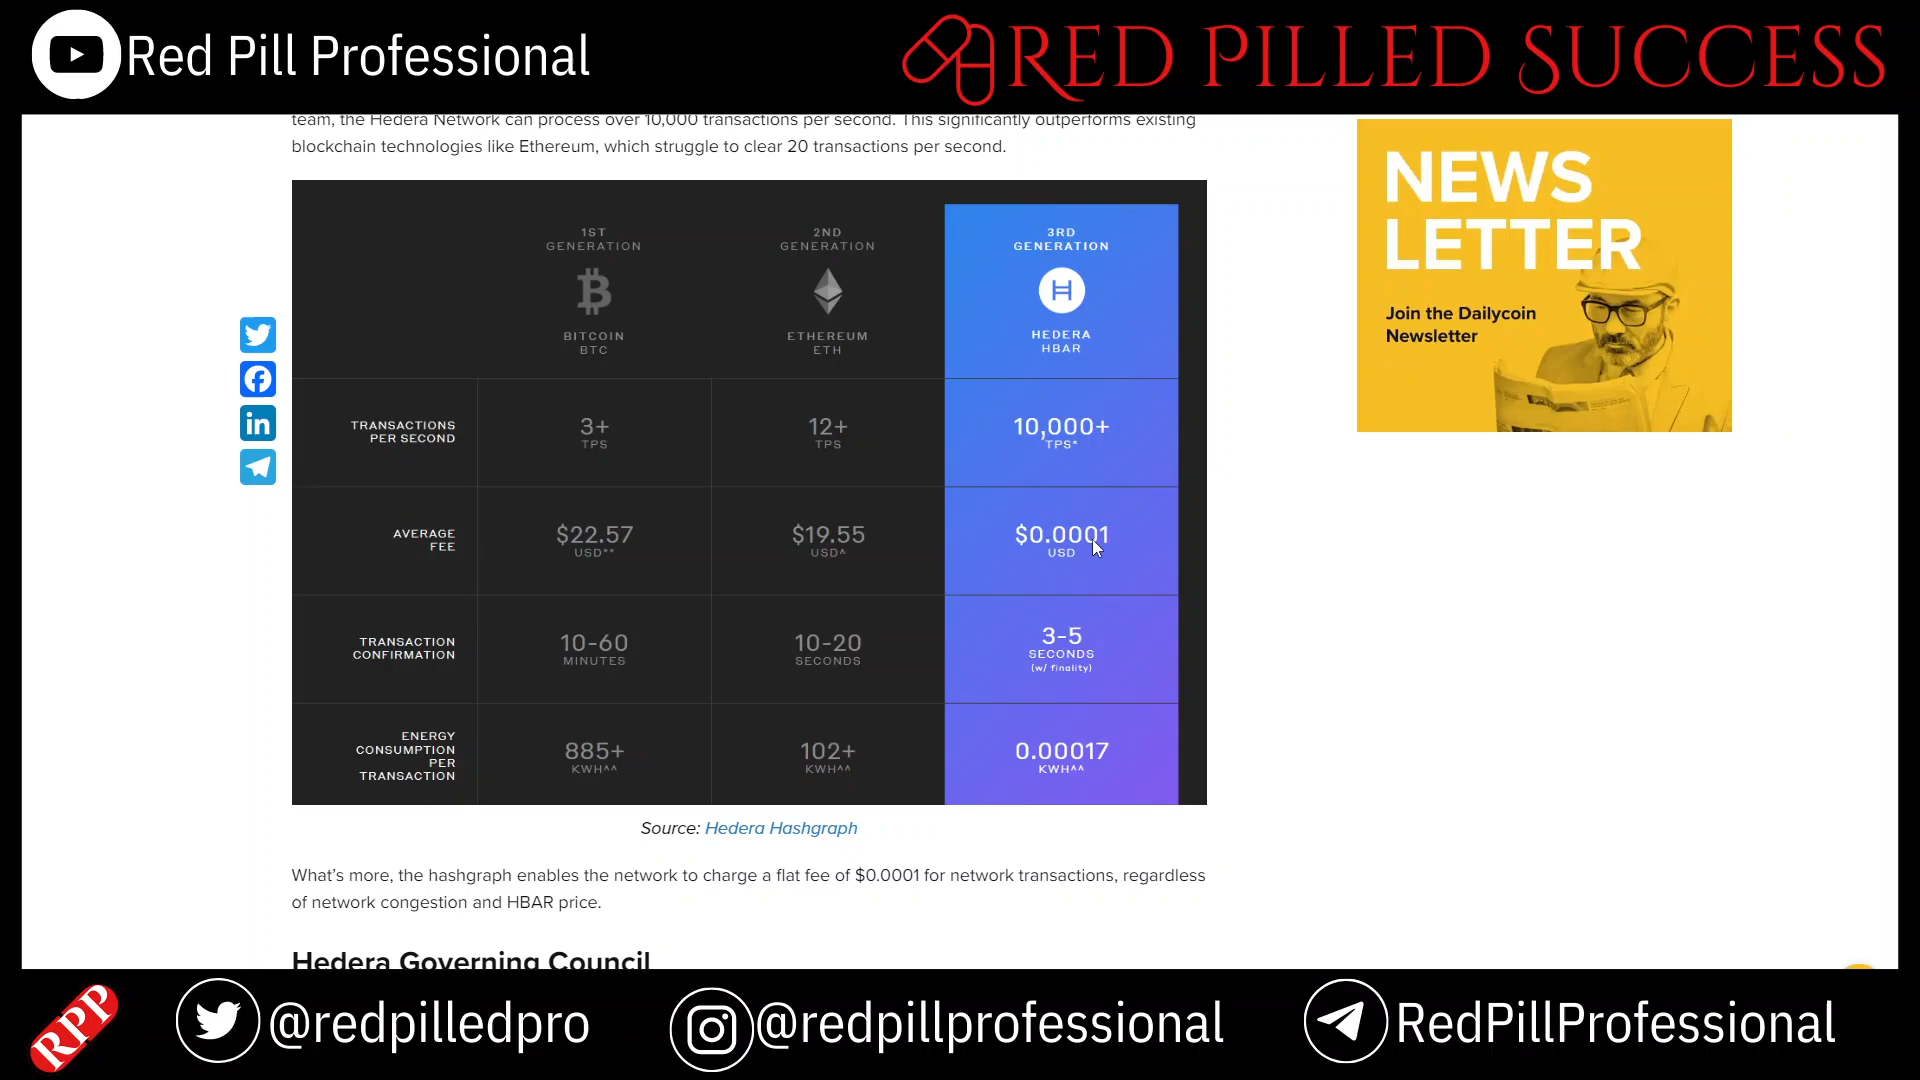 Red Pill Professional
RED PILLED SUCCESS
team, the Hedera Network can process over 10,000 transactions per second. This significantly outperforms existing
blockchain technologies like Ethereum, which struggle to clear 20 transactions per second.
NEWS
LETTER
Join the Dailycoin
Newsletter
1ST
GENERATION
BITCOIN
BTC
2ND
GENERATION
ETHEREUM
ETH
3RD
GENERATION
H
HEDERA
HBAR
TRANSACTIONS
PER SECOND
3+
TPS
12+
TPS
10,000+
TPS*
AVERAGE
FEE
$22.57
USD**
$19.55
USD^
$0.0001
USD
TRANSACTION
CONFIRMATION
10-60
MINUTES
10-20
SECONDS
3-5
SECONDS
(w/ finality)
ENERGY
CONSUMPTION
PER
TRANSACTION
885+
KWH^^
102+
KWH^^
0.00017
KWH^^
Source: Hedera Hashgraph
What's more, the hashgraph enables the network to charge a flat fee of $0.0001 for network transactions, regardless
of network congestion and HBAR price.
Hedera Governing Council
RPP
@redpilledpro
@redpillprofessional
RedPillProfessional